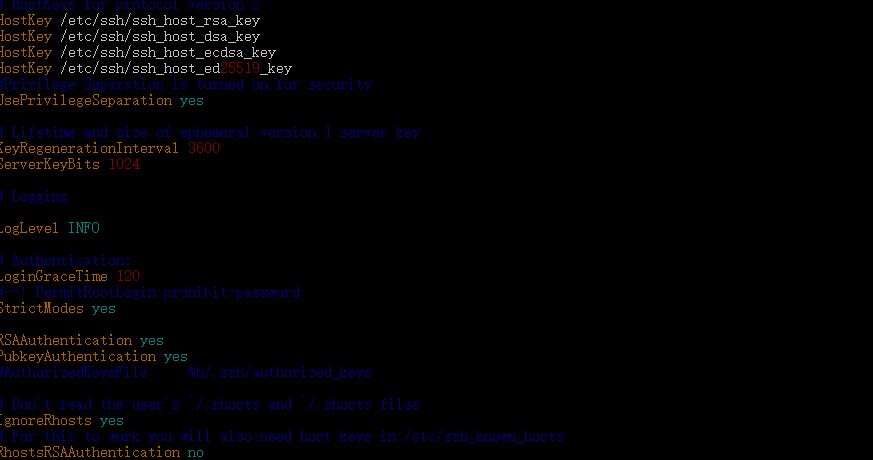 # HostKeys for protocol version 2
HostKey /etc/ssh/ssh_host_rsa_key
HostKey /etc/ssh/ssh_host_dsa_key
HostKey /etc/ssh/ssh_host_ecdsa_key
HostKey /etc/ssh/ssh_host_ed25519_key
#Privilege Separation is turned on for security
UsePrivilegeSeparation yes
# Lifetime and size of ephemeral version 1 server key
KeyRegenerationInterval 3600
ServerKeyBits 1024
# Logging
LogLevel INFO
# Authentication:
LoginGraceTime 120
PermitRootLogin prohibit-password
StrictModes yes
RSAAuthentication yes
PubkeyAuthentication yes
#AuthorizedKeysFile %h/.ssh/authorized_keys
# Don't read the user's ~/.rhosts and ~/.shosts files
IgnoreRhosts yes
# For this to work you will also need host keys in /etc/ssh_known_hosts
RhostsRSAAuthentication no